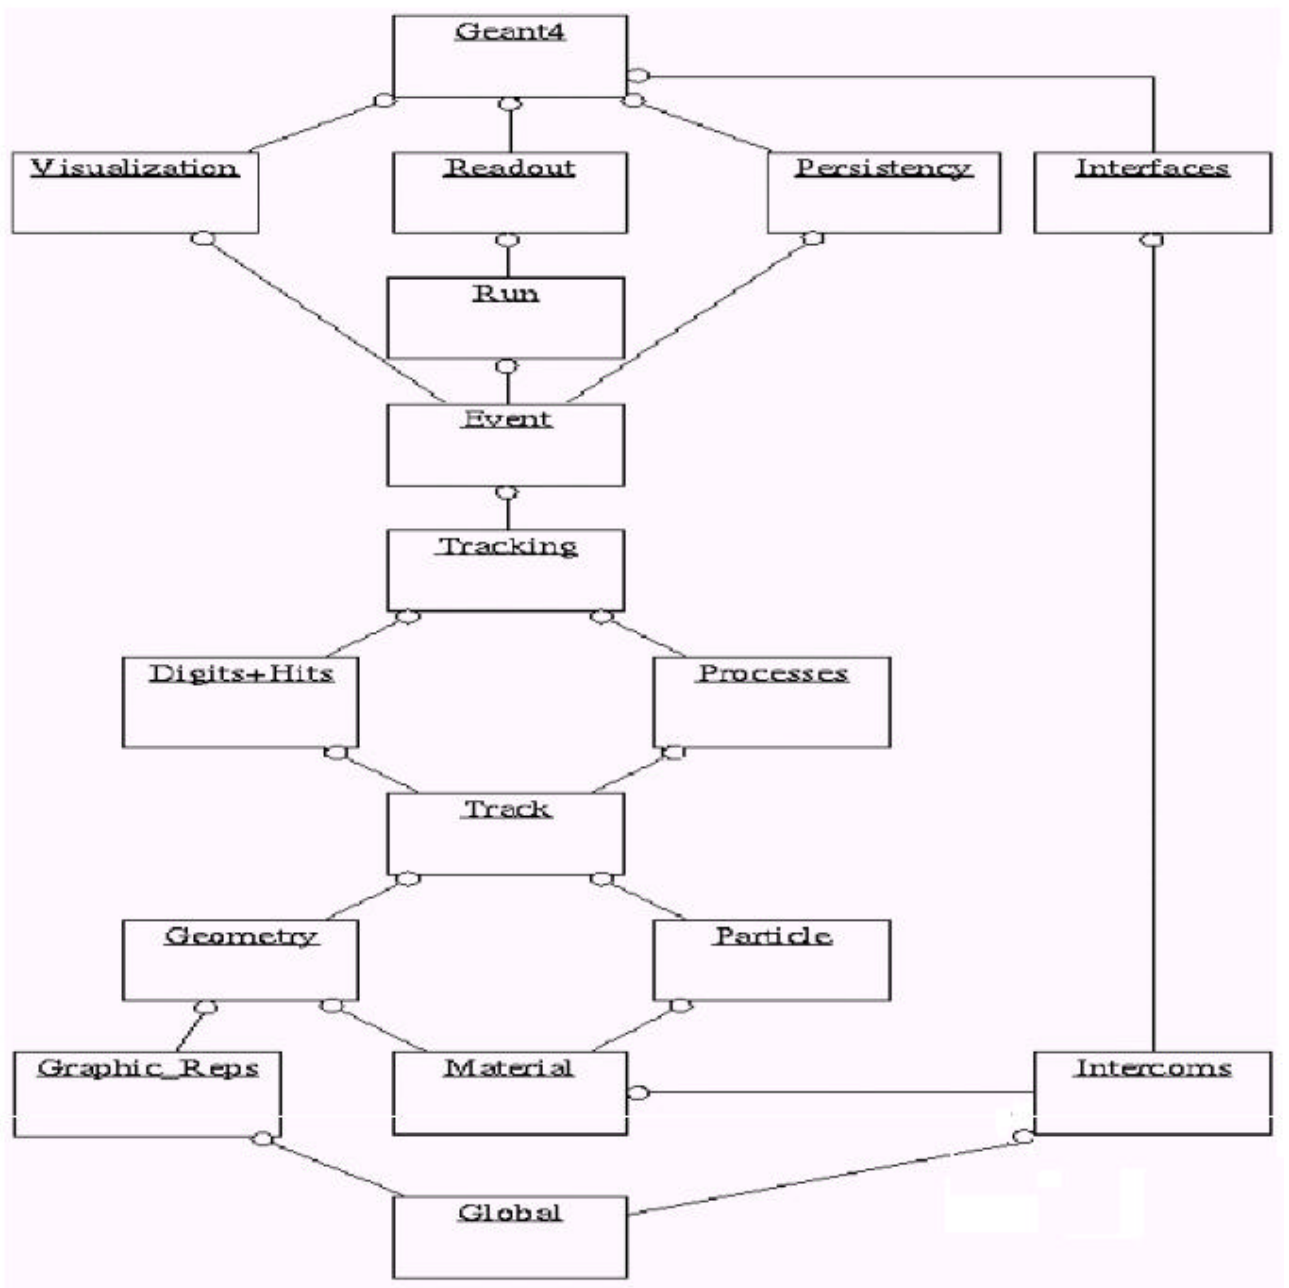 Geant4
Visualization
Readout
Persistency
Interfaces
Run
Event
Tracking
Digits+Hits
Processes
Track
Geometry
Particle
Graphic_Reps
Material
Intercoms
Global